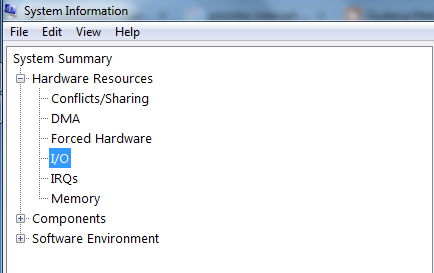 System Information
File Edit View Help
System Summary
Hardware Resources
Conflicts/Sharing
DMA
Forced Hardware
I/O
IRQs
Memory
Components
Software Environment